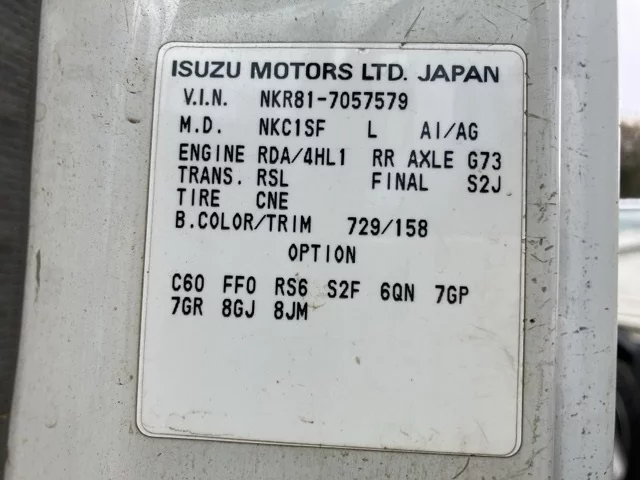 ISUZU MOTORS LTD. JAPAN
V.I.N. NKR81-7057579
M.D. NKC1SF L AI/AG
ENGINE RDA/4HL1 RR AXLE G73
TRANS. RSL FINAL S2J
TIRE CNE
B.COLOR/TRIM 729/158
OPTION
C60 FF0 RS6 S2F 6QN 7GP
7GR 8GJ 8JM